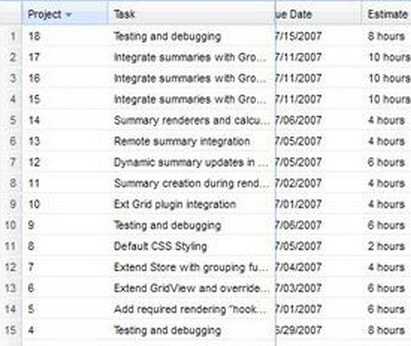 Project Task ue Date Estimate
1 18 Testing and debugging 7/15/2007 8 hours
2 17 Integrate summaries with Gro... 7/11/2007 10 hours
3 16 Integrate summaries with Gro... 7/11/2007 10 hours
4 15 Integrate summaries with Gro... 7/11/2007 10 hours
5 14 Summary renderers and calcu... 7/06/2007 4 hours
6 13 Remote summary integration 7/05/2007 4 hours
7 12 Dynamic summary updates in ... 7/05/2007 6 hours
8 11 Summary creation during rend... 7/02/2007 4 hours
9 10 Ext Grid plugin integration 7/01/2007 4 hours
10 9 Testing and debugging 7/06/2007 6 hours
11 8 Default CSS Styling 7/05/2007 2 hours
12 7 Extend Store with grouping fu... 7/04/2007 4 hours
13 6 Extend GridView and override... 7/03/2007 6 hours
14 5 Add required rendering "hook... 7/01/2007 6 hours
15 4 Testing and debugging 6/29/2007 8 hours